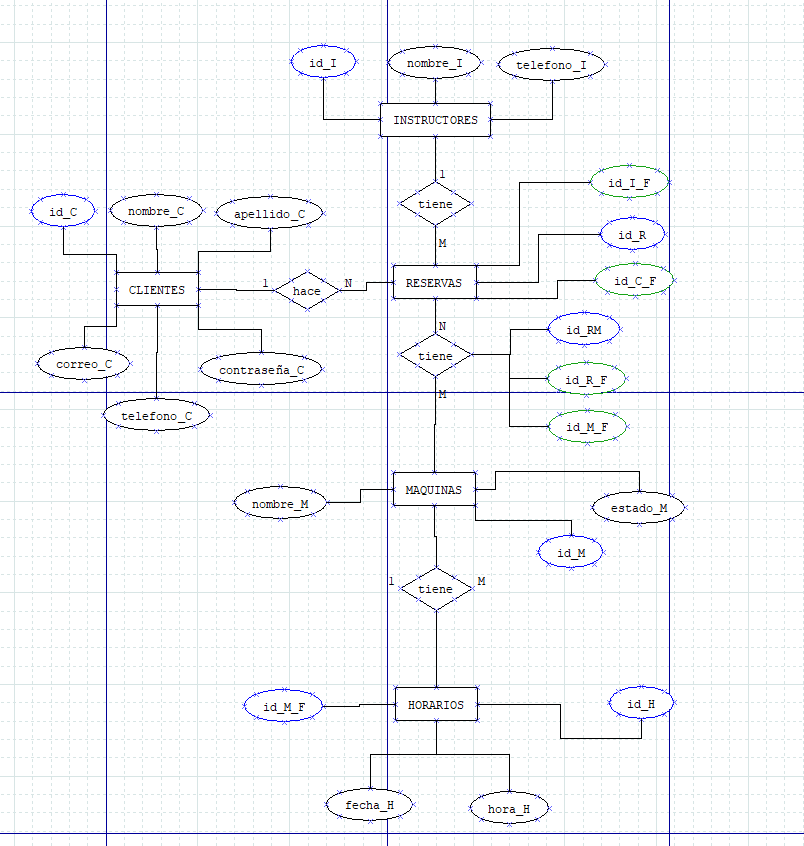 id_I
nombre_I
telefono_I
INSTRUCTORES
1
tiene
id_I_F
id_C
nombre_C
apellido_C
M
id_R
CLIENTES
1
hace
N
RESERVAS
id_C_F
N
id_RM
correo_C
contraseña_C
tiene
id_R_F
M
telefono_C
id_M_F
nombre_M
MAQUINAS
estado_M
id_M
1
tiene
M
id_M_F
HORARIOS
id_H
fecha_H
hora_H